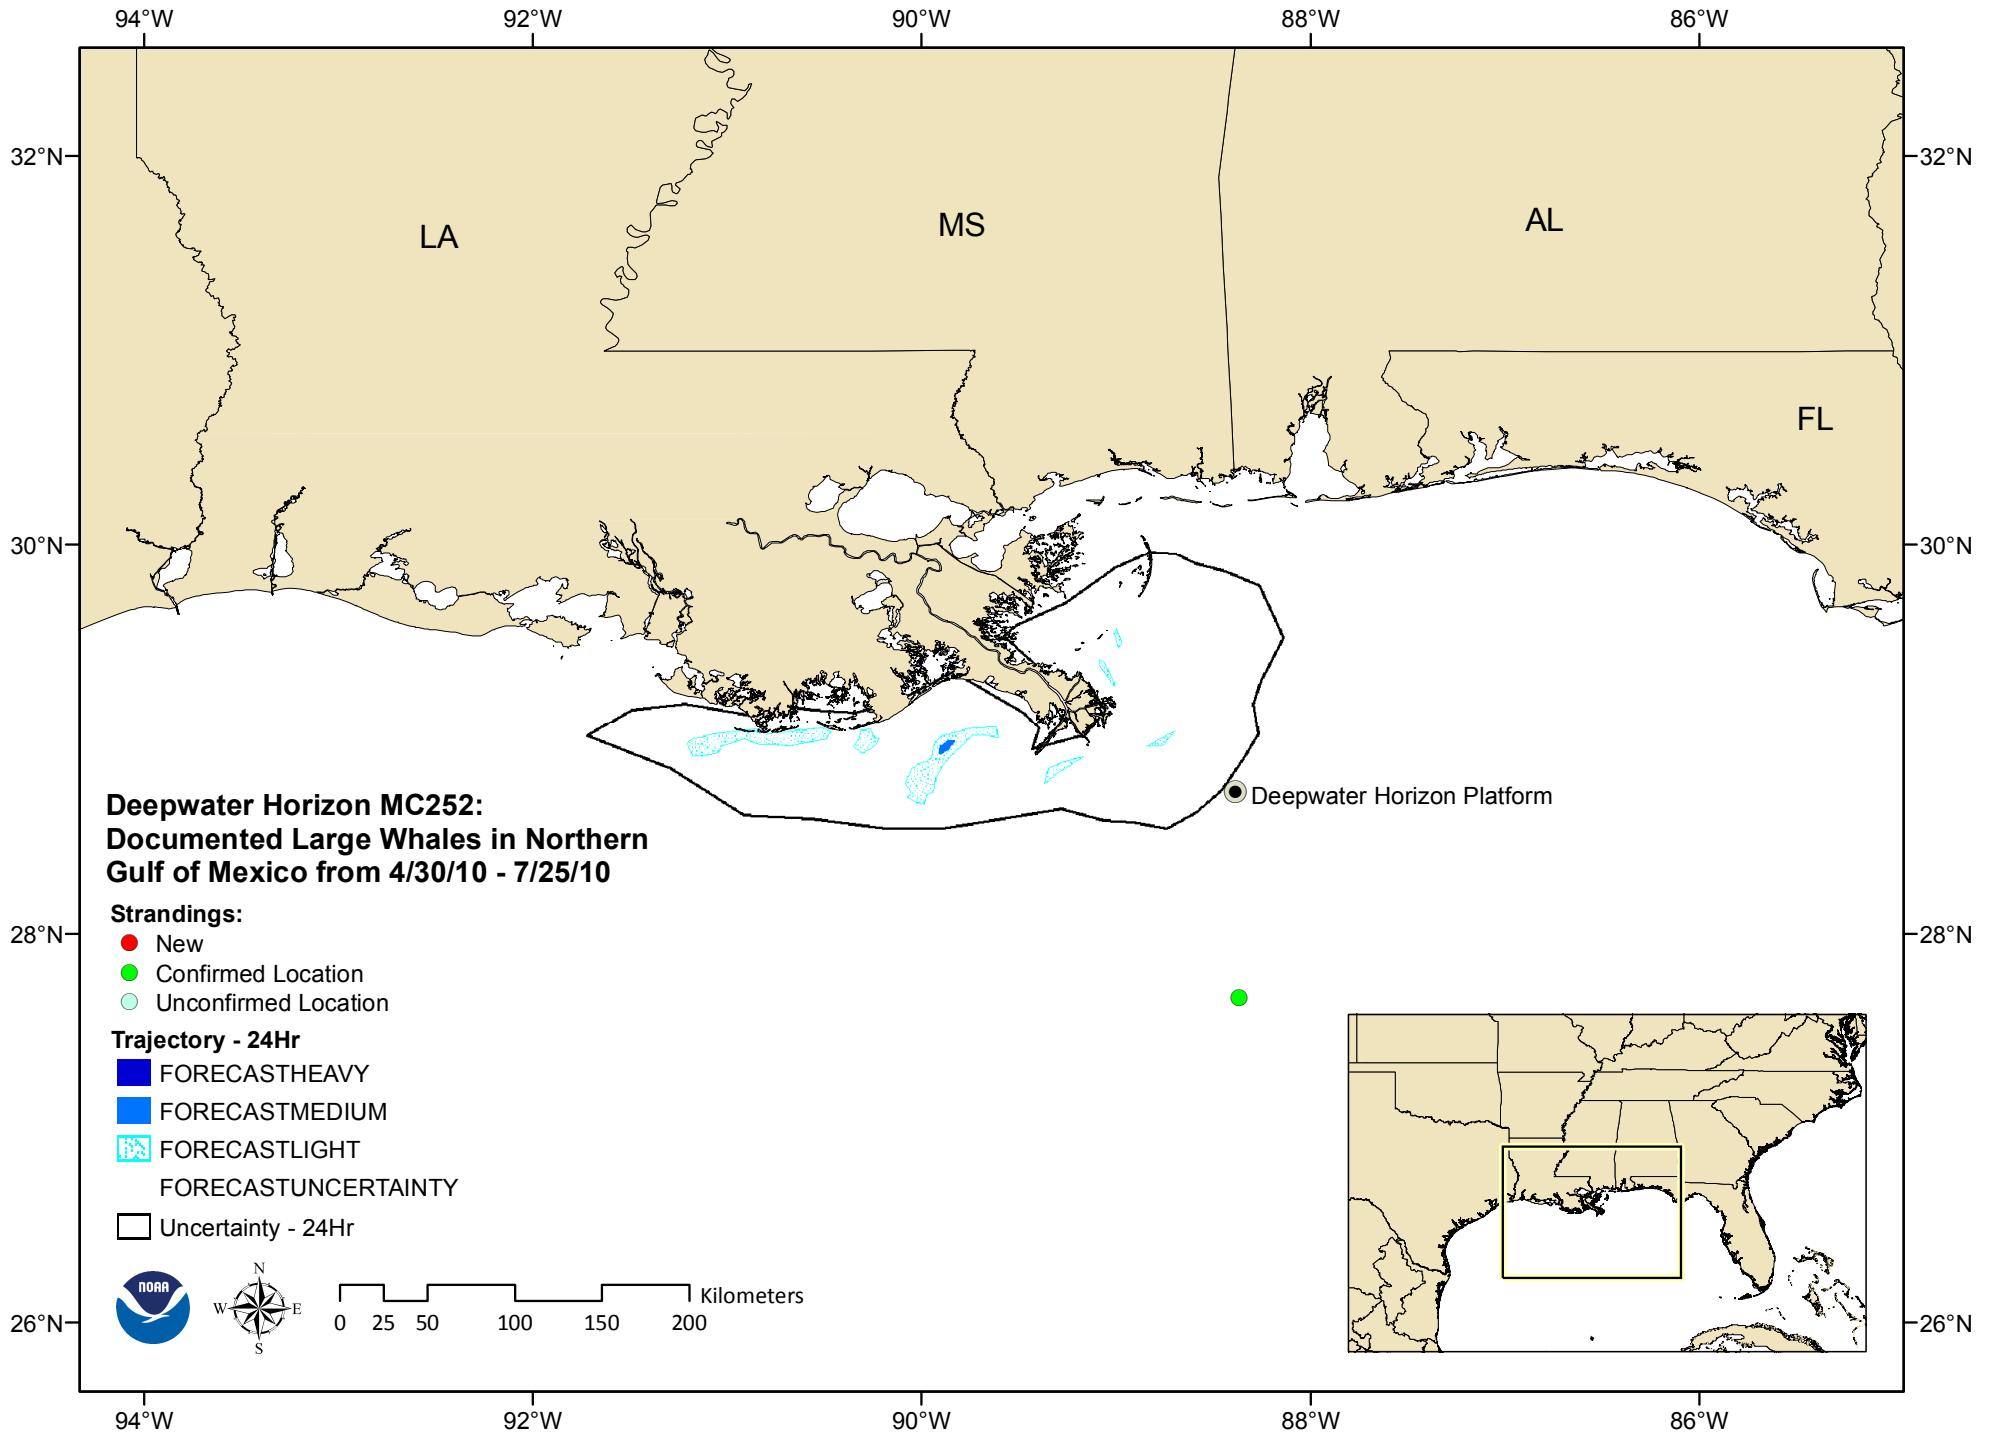 94°W 92°W 90°W 88°W 86°W
32°N 32°N
LA MS AL
FL
30°N 30°N
Deepwater Horizon Platform
Deepwater Horizon MC252:
Documented Large Whales in Northern
Gulf of Mexico from 4/30/10 - 7/25/10
Strandings:
28°N 28°N
New
Confirmed Location
Unconfirmed Location
Trajectory - 24Hr
FORECASTHEAVY
FORECASTMEDIUM
FORECASTLIGHT
FORECASTUNCERTAINTY
Uncertainty - 24Hr
NOAA
N
W E
S
Kilometers
0 25 50 100 150 200
26°N 26°N
94°W 92°W 90°W 88°W 86°W